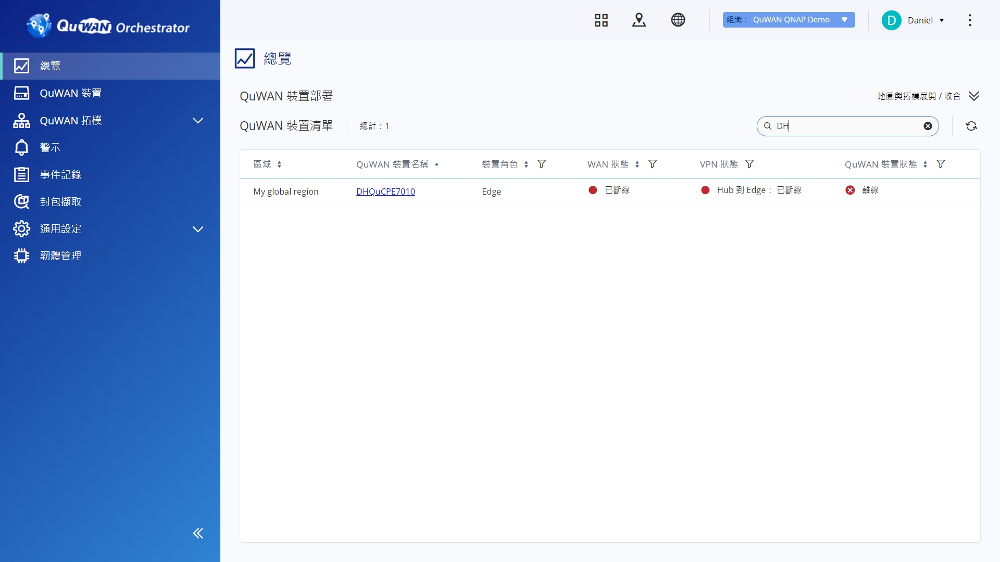 QuWAN Orchestrator
組織： QuWAN QNAP Demo
D Daniel
總覽
QuWAN 裝置
QuWAN 拓樸
警示
事件記錄
封包擷取
通用設定
韌體管理
總覽
QuWAN 裝置部署
地圖與拓樸展開 / 收合
QuWAN 裝置清單 總計：1
DH
區域 QuWAN 裝置名稱 裝置角色 WAN 狀態 VPN 狀態 QuWAN 裝置狀態
My global region DHQuCPE7010 Edge 已斷線 Hub 到 Edge： 已斷線 離線